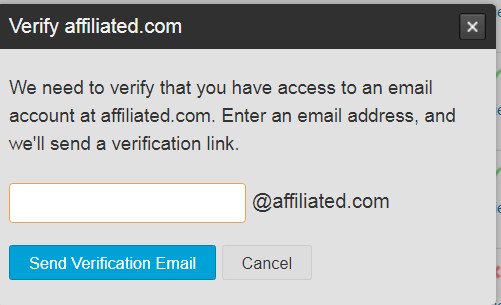 Verify affiliated.com
We need to verify that you have access to an email
account at affiliated.com. Enter an email address, and
we'll send a verification link.
@affiliated.com
Send Verification Email
Cancel